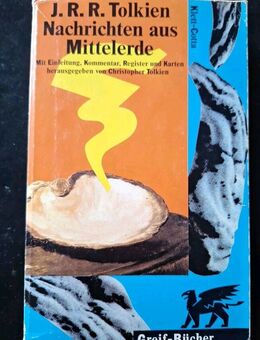 J. R. R. Tolkien
Nachrichten aus
Mittelerde
Mit Einleitung, Kommentar, Register und Karten
herausgegeben von Christopher Tolkien
Klett-Cotta
Greif-Bücher